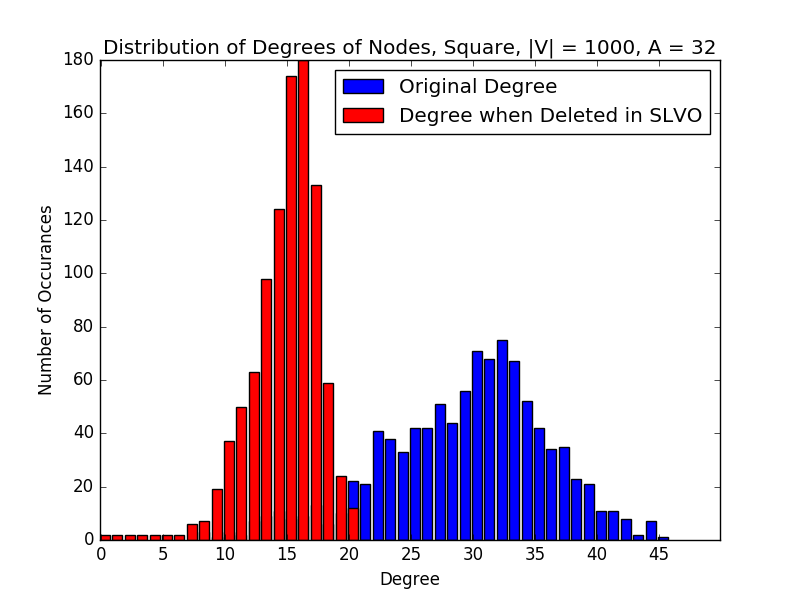 Distribution of Degrees of Nodes, Square, |V| = 1000, A = 32
Original Degree
Degree when Deleted in SLVO
Number of Occurances
180
160
140
120
100
80
60
40
20
0
0 5 10 15 20 25 30 35 40 45
Degree